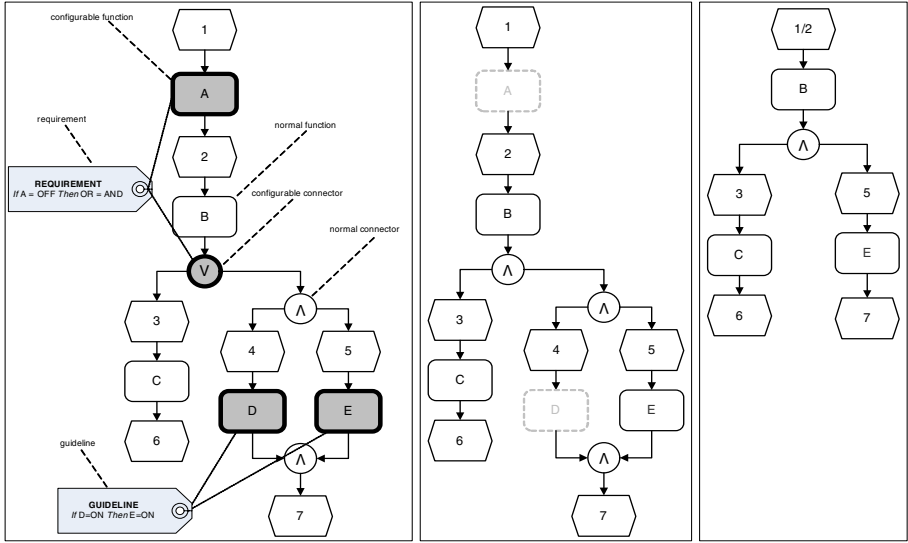 configurable function
1
A
requirement
normal function
2
REQUIREMENT
If A = OFF Then OR = AND
configurable connector
B
normal connector
V
Λ
3
4
5
C
D
E
6
guideline
Λ
GUIDELINE
If D=ON Then E=ON
7
1
A
2
B
Λ
Λ
3
4
5
C
D
E
6
Λ
7
1/2
B
Λ
3
5
C
E
6
7